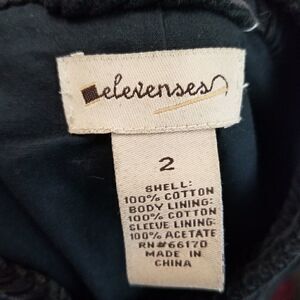 elevenses
2
SHELL:
100% COTTON
BODY LINING:
100% COTTON
SLEEVE LINING:
100% ACETATE
RN#66170
MADE IN
CHINA